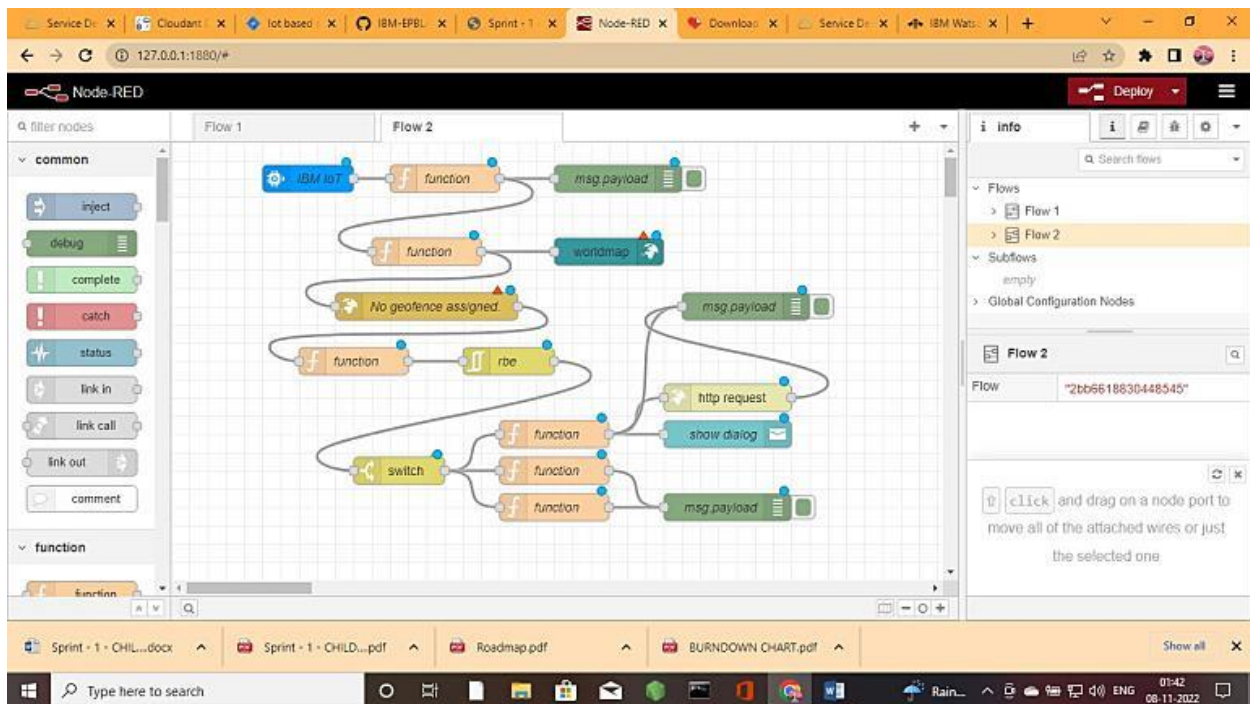 Service De
Cloudant
Iot based
IBM-EPBL
Sprint - 1
Node-RED
Download
Service De
IBM Wats
127.0.0.1:1880/#
Node-RED
Deploy
filter nodes
Flow 1
Flow 2
info
common
inject
debug
complete
catch
status
link in
link call
link out
comment
function
function
IBM IoT
function
msg.payload
function
worldmap
No geofence assigned.
msg.payload
function
rbe
http request
function
show dialog
switch
function
function
msg.payload
Search flows
Flows
Flow 1
Flow 2
Subflows
empty
Global Configuration Nodes
Flow 2
Flow
"2bb6618830448545"
click and drag on a node port to
move all of the attached wires or just
the selected one
Sprint - 1 - CHIL....docx
Sprint - 1 - CHILD....pdf
Roadmap.pdf
BURNDOWN CHART.pdf
Show all
Type here to search
Rain...
ENG
01:42
08-11-2022